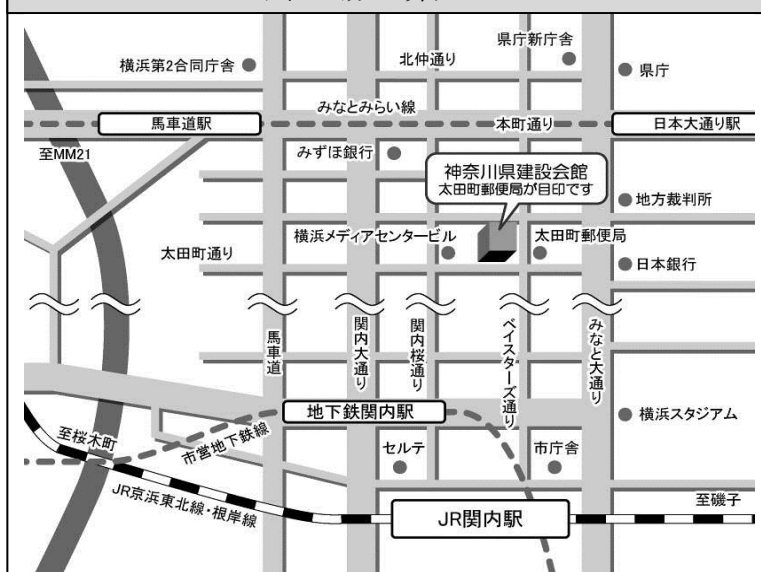 県庁新庁舎
北仲通り
横浜第2合同庁舎
県庁
みなとみらい線
馬車道駅
本町通り
日本大通り駅
至MM21
みずほ銀行
神奈川県建設会館
太田町郵便局が目印です
地方裁判所
横浜メディアセンタービル
太田町郵便局
太田町通り
日本銀行
馬車道
関内大通り
関内桜通り
ベイスターズ通り
みなと大通り
地下鉄関内駅
横浜スタジアム
至桜木町
市営地下鉄線
セルテ
市庁舎
JR京浜東北線・根岸線
至磯子
JR関内駅